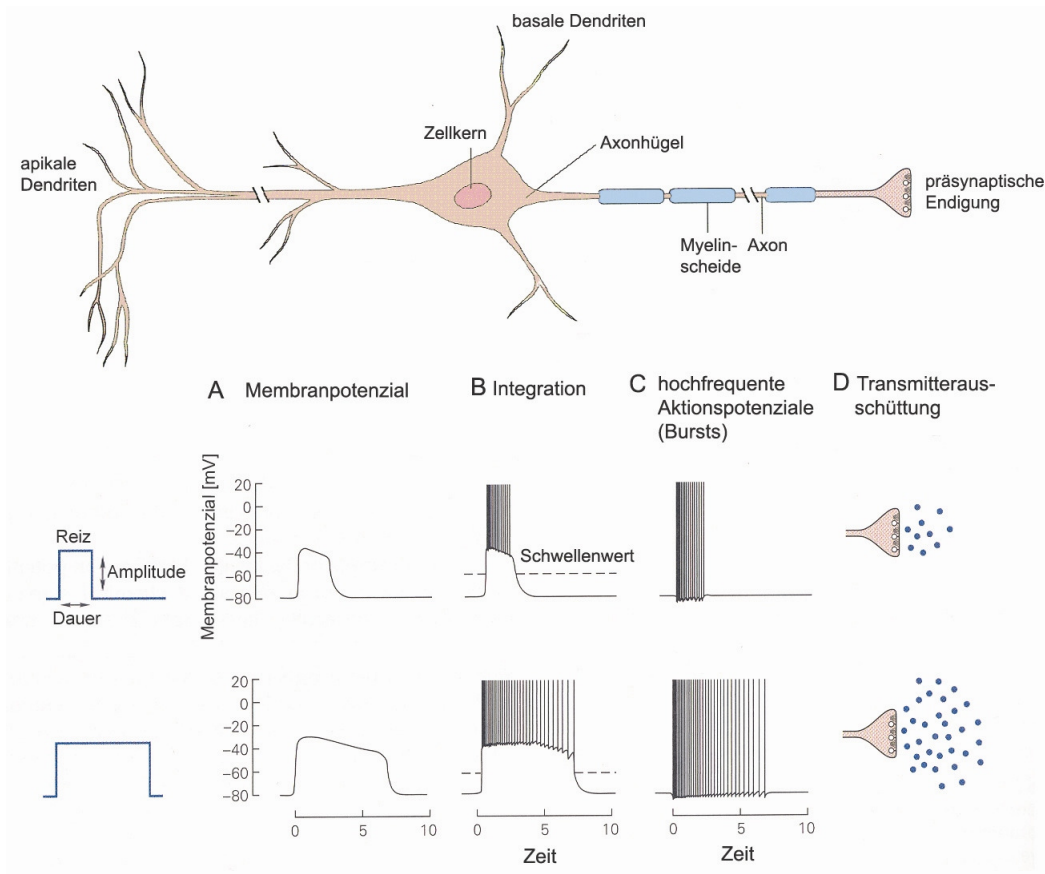 basale Dendriten
Zellkern
Axonhügel
apikale
Dendriten
präsynaptische
Endigung
Myelin-
scheide
Axon
A Membranpotenzial
B Integration
C hochfrequente
Aktionspotenziale
(Bursts)
D Transmitteraus-
schüttung
Membranpotenzial [mV]
20
0
–20
–40
–60
–80
Reiz
Amplitude
Dauer
Schwellenwert
20
0
–20
–40
–60
–80
0 5 10
0 5 10
Zeit
0 5 10
Zeit